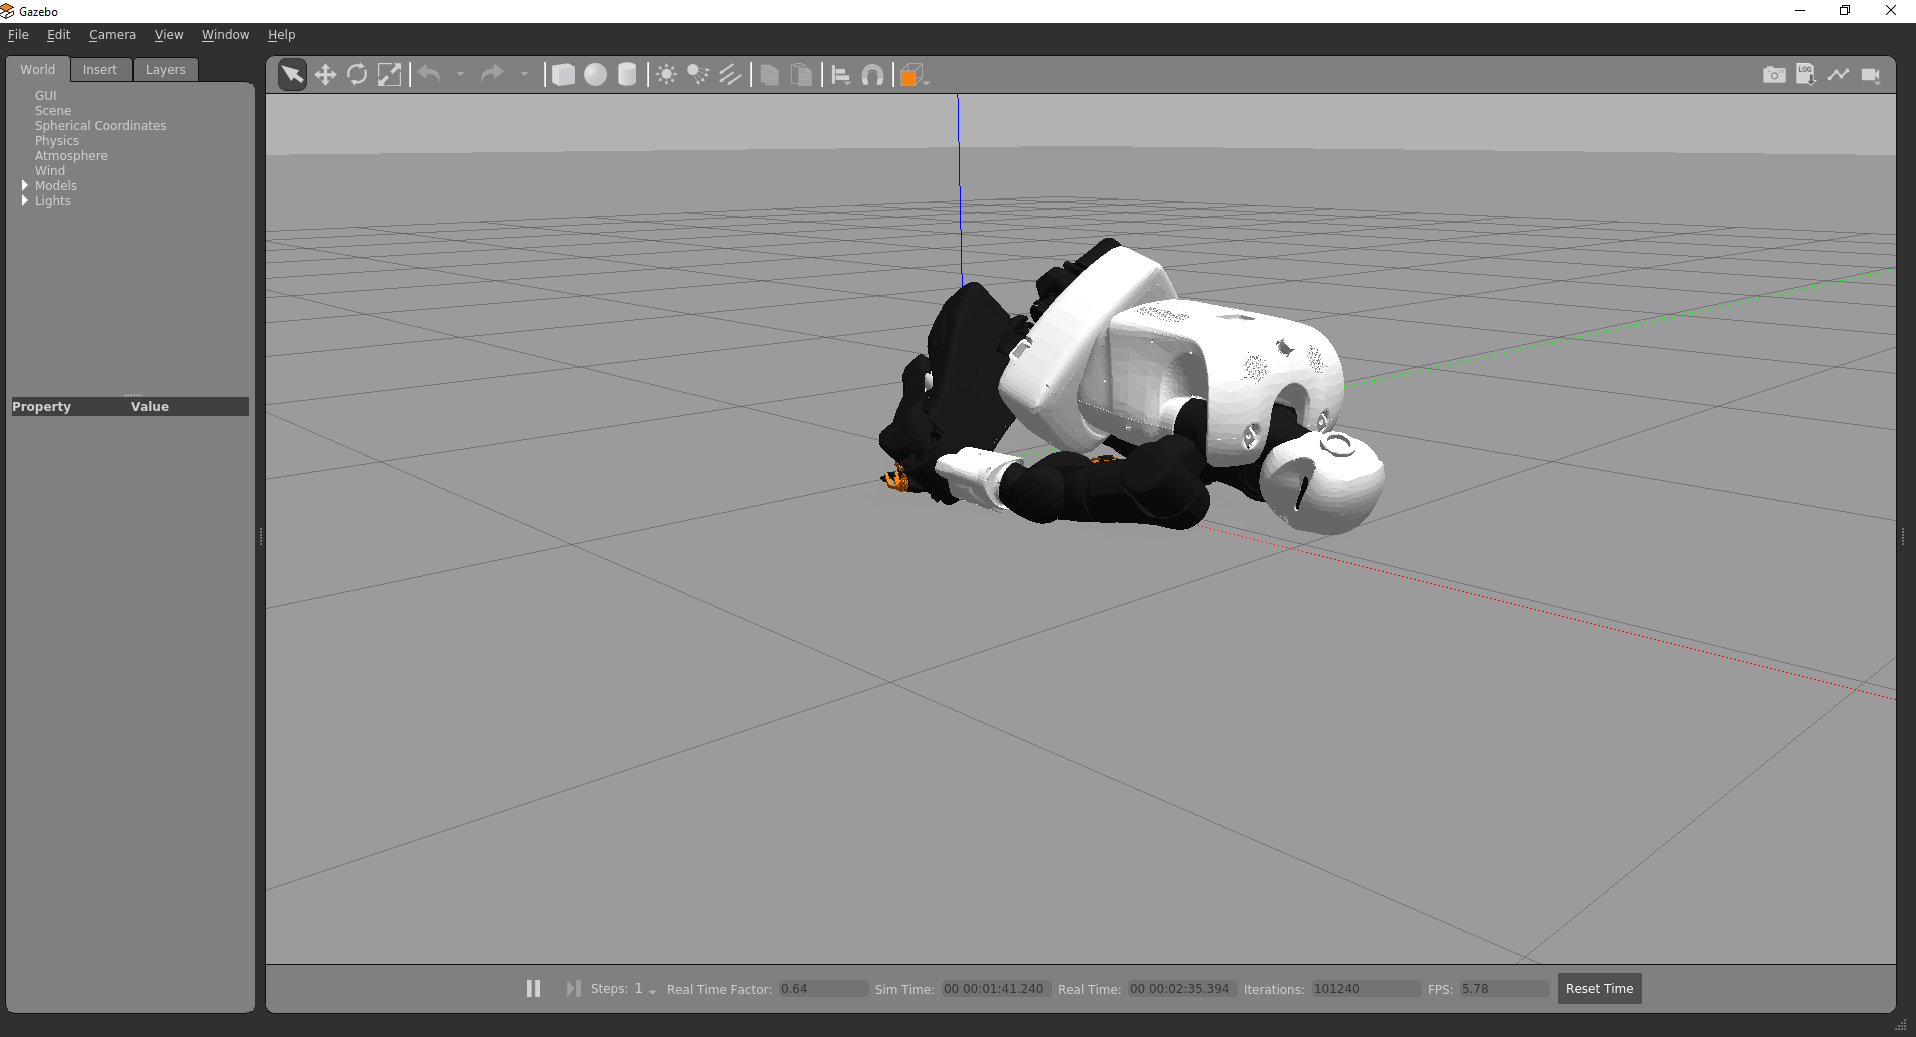 Gazebo
File Edit Camera View Window Help
World Insert Layers
GUI
Scene
Spherical Coordinates
Physics
Atmosphere
Wind
Models
Lights
LOG
Property Value
Steps: 1 Real Time Factor: 0.64 Sim Time: 00 00:01:41.240 Real Time: 00 00:02:35.394 Iterations: 101240 FPS: 5.78 Reset Time